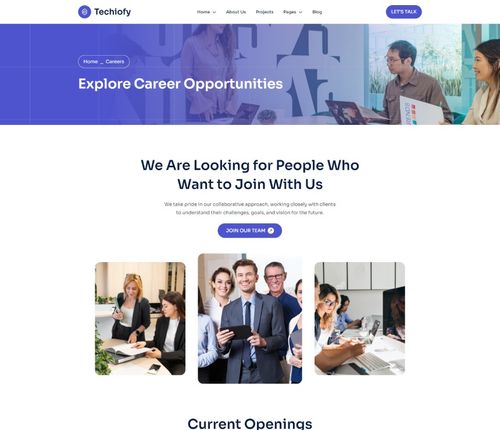 Techiofy
Home About Us Projects Pages Blog
LET'S TALK
Home _ Careers
Explore Career Opportunities
We Are Looking for People Who
Want to Join With Us
We take pride in our collaborative approach, working closely with clients
to understand their challenges, goals, and vision for the future.
JOIN OUR TEAM
Current Openings